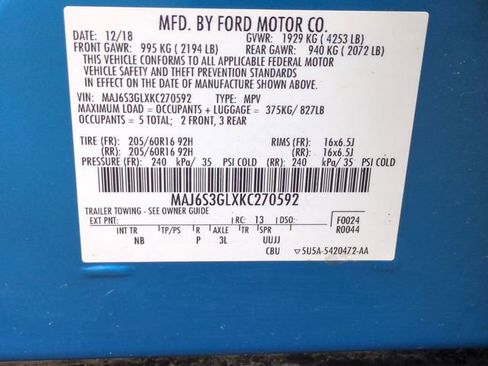 MFD. BY FORD MOTOR CO.
DATE: 12/18 GVWR: 1929 KG ( 4253 LB)
FRONT GAWR: 995 KG ( 2194 LB) REAR GAWR: 940 KG ( 2072 LB)
THIS VEHICLE CONFORMS TO ALL APPLICABLE FEDERAL MOTOR
VEHICLE SAFETY AND THEFT PREVENTION STANDARDS
IN EFFECT ON THE DATE OF MANUFACTURE SHOWN ABOVE.
VIN: MAJ6S3GLXKC270592 TYPE: MPV
MAXIMUM LOAD = OCCUPANTS + LUGGAGE = 375KG/ 827LB
OCCUPANTS = 5 TOTAL; 2 FRONT, 3 REAR
TIRE (FR): 205/60R16 92H RIMS (FR): 16x6.5J
(RR): 205/60R16 92H (RR): 16x6.5J
PRESSURE (FR): 240 kPa/ 35 PSI COLD (RR): 240 kPa/ 35 PSI COLD
MAJ6S3GLXKC270592
TRAILER TOWING - SEE OWNER GUIDE
EXT PNT: RC: 13 DSO: F0024
INT TR TP/PS R AXLE TR SPR R0044
NB P 3L UUJJ
CBU ▽5U5A-5420472-AA